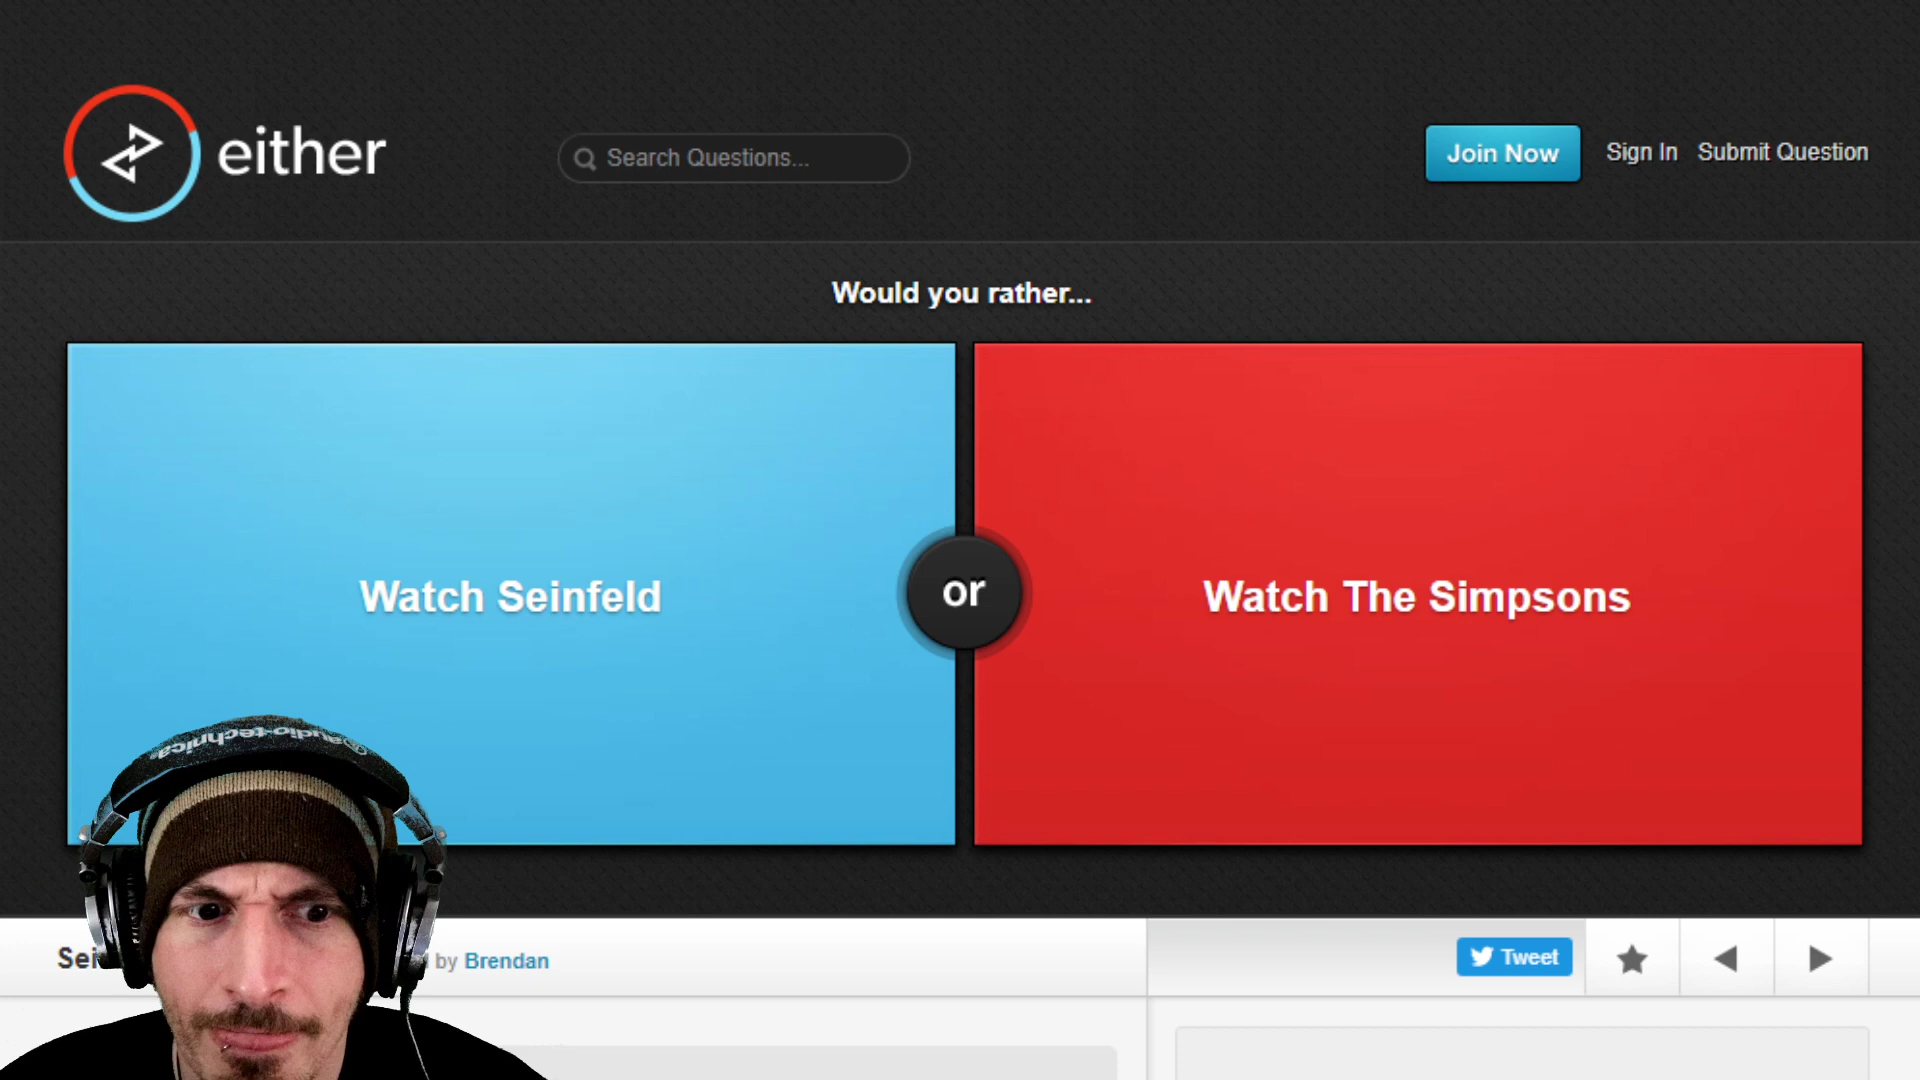 either
Search Questions...
Join Now
Sign In
Submit Question
Would you rather...
Watch Seinfeld
or
Watch The Simpsons
audio-technica
by Brendan
Tweet